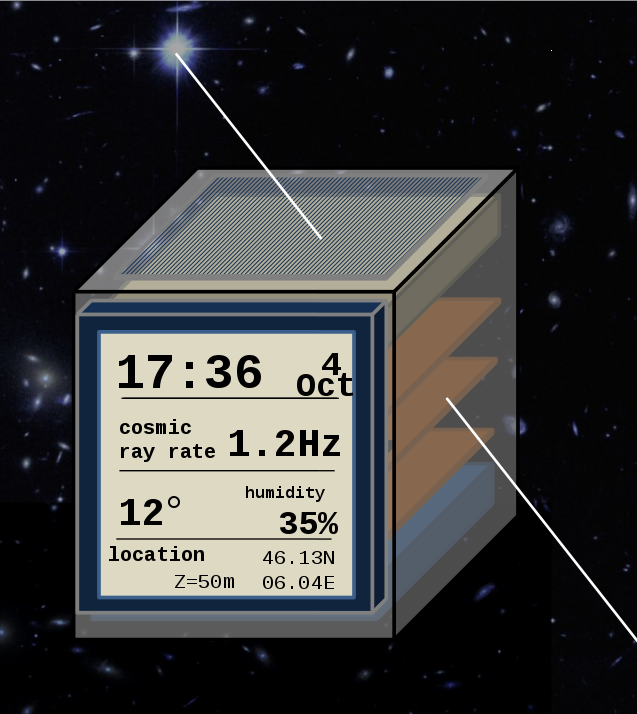 17:36
4
Oct
cosmic
ray rate 1.2Hz
humidity
12° 35%
location 46.13N
Z=50m 06.04E